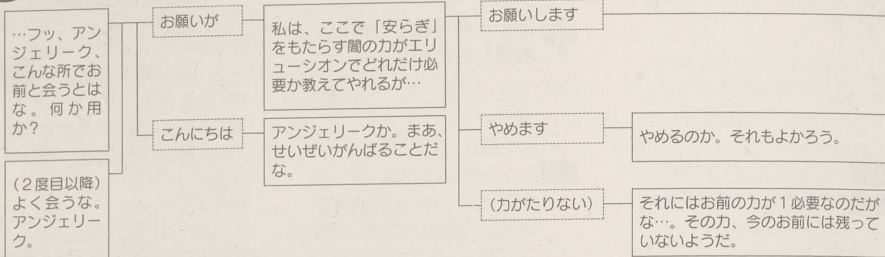 …フッ、アン
ジェリーク、
こんな所でお
前と会うとは
な。何か用
か？
(2度目以降)
よく会うな。
アンジェリー
ク。
お願いが
こんにちは
私は、ここで「安らぎ」
をもたらす闇の力がエリ
ューシオンでどれだけ必
要か教えてやれるが…
アンジェリークか。まあ、
せいぜいがんばることだ
な。
お願いします
やめます
(力がたりない)
やめるのか。それもよかろう。
それにはお前の力が1必要なのだが
な…。その力、今のお前には残って
いないようだ。